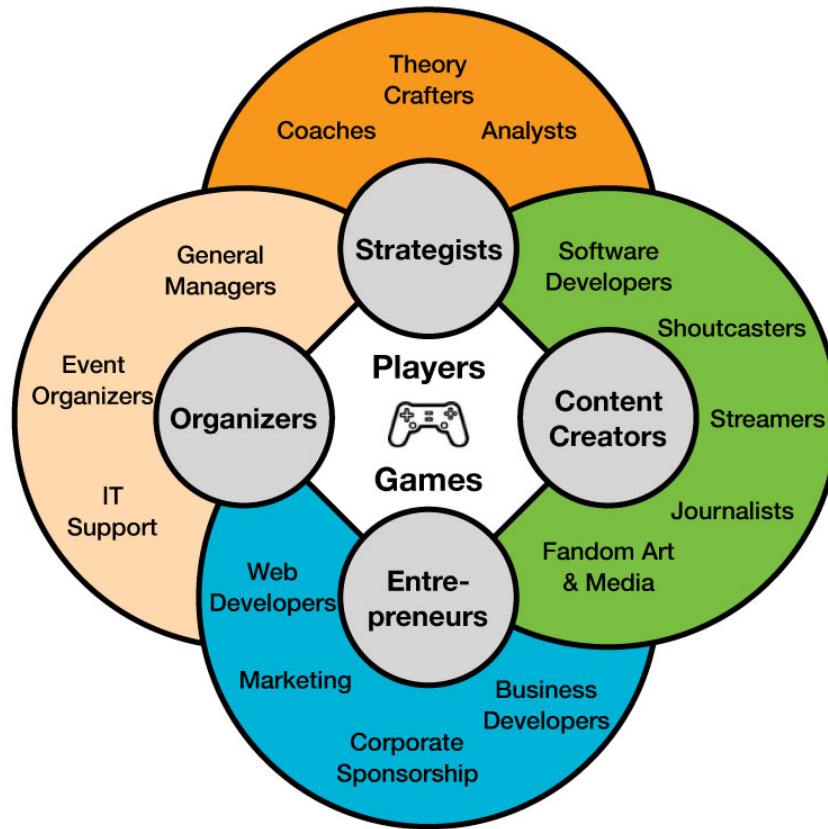 Theory
Crafters
Coaches
Analysts
Strategists
General
Managers
Event
Organizers
IT
Support
Organizers
Players
Games
Software
Developers
Shoutcasters
Streamers
Journalists
Fandom Art
& Media
Content
Creators
Entre-
preneurs
Web
Developers
Marketing
Corporate
Sponsorship
Business
Developers